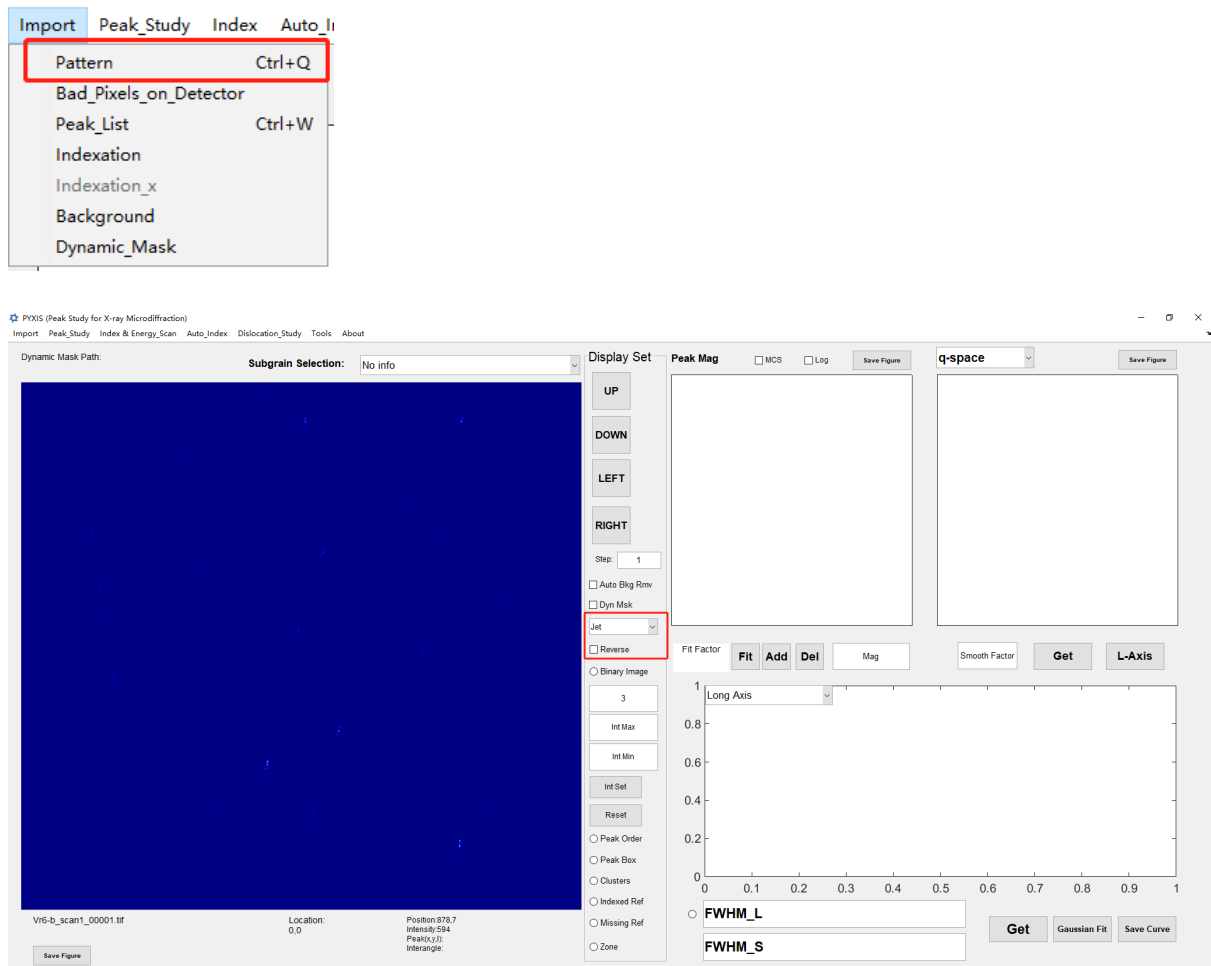 Import Peak_Study Index Auto_I
Pattern Ctrl+Q
Bad_Pixels_on_Detector
Peak_List Ctrl+W
Indexation
Indexation_x
Background
Dynamic_Mask
PYXIS (Peak Study for X-ray Microdiffraction)
Import Peak_Study Index & Energy_Scan Auto_Index Dislocation_Study Tools About
Dynamic Mask Path:
Subgrain Selection: No info
Display Set
UP
DOWN
LEFT
RIGHT
Step: 1
Auto Bkg Rmv
Dyn Msk
Jet
Reverse
Binary Image
3
Int Max
Int Min
Int Set
Reset
Peak Order
Peak Box
Clusters
Indexed Ref
Missing Ref
Zone
Peak Mag MCS Log Save Figure
q-space Save Figure
Fit Factor Fit Add Del Mag
Smooth Factor Get L-Axis
Long Axis
1
0.8
0.6
0.4
0.2
0
0 0.1 0.2 0.3 0.4 0.5 0.6 0.7 0.8 0.9 1
FWHM_L
FWHM_S
Get Gaussian Fit Save Curve
Vr6-b_scan1_00001.tif
Location:
0,0
Position:878,7
Intensity:594
Peak(x,y,I):
Interangle:
Save Figure